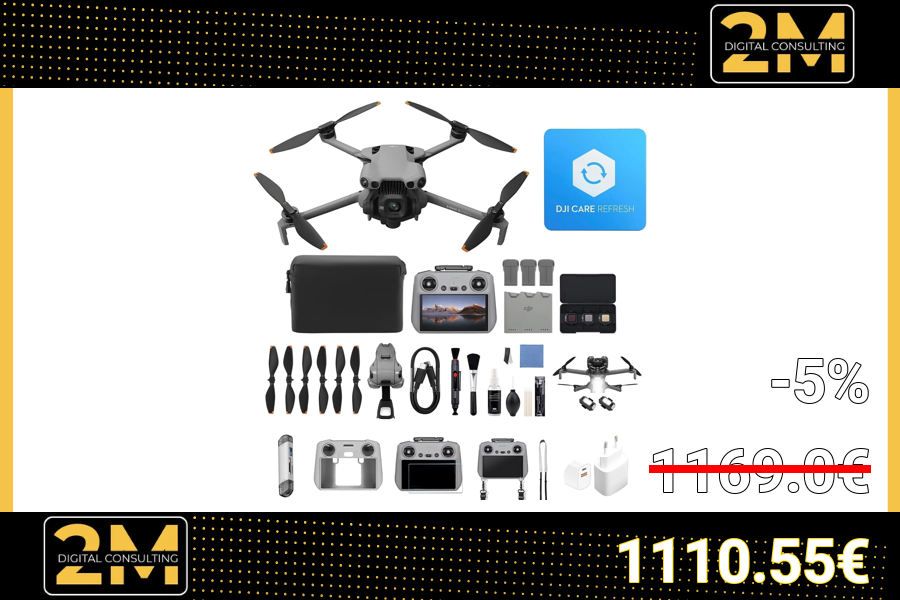 2M
DIGITAL CONSULTING
DJI CARE REFRESH
-5%
1169.0€
2M
DIGITAL CONSULTING
1110.55€